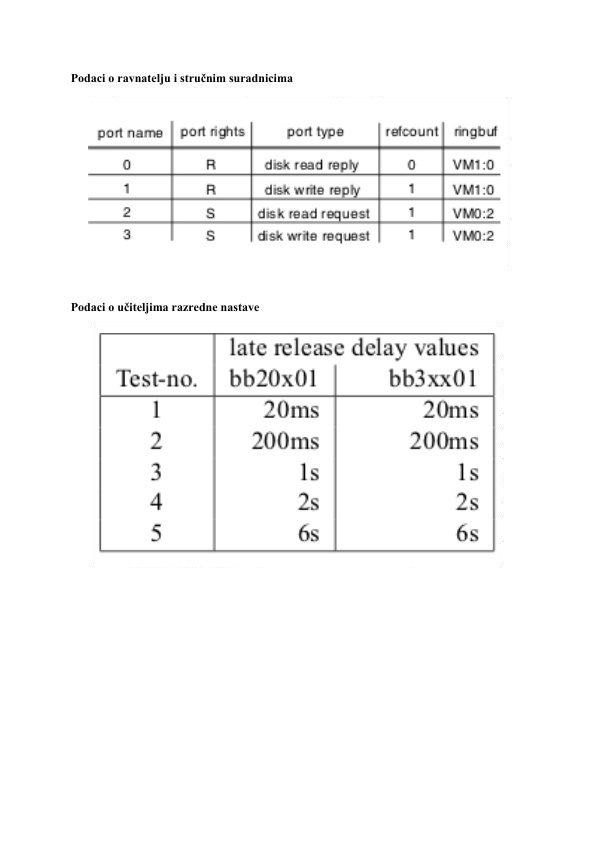 Podaci o ravnatelju i stručnim suradnicima
port name port rights port type refcount ringbuf
0 R disk read reply 0 VM1:0
1 R disk write reply 1 VM1:0
2 S disk read request 1 VM0:2
3 S disk write request 1 VM0:2
Podaci o učiteljima razredne nastave
late release delay values
Test-no. bb20x01 bb3xx01
1 20ms 20ms
2 200ms 200ms
3 1s 1s
4 2s 2s
5 6s 6s